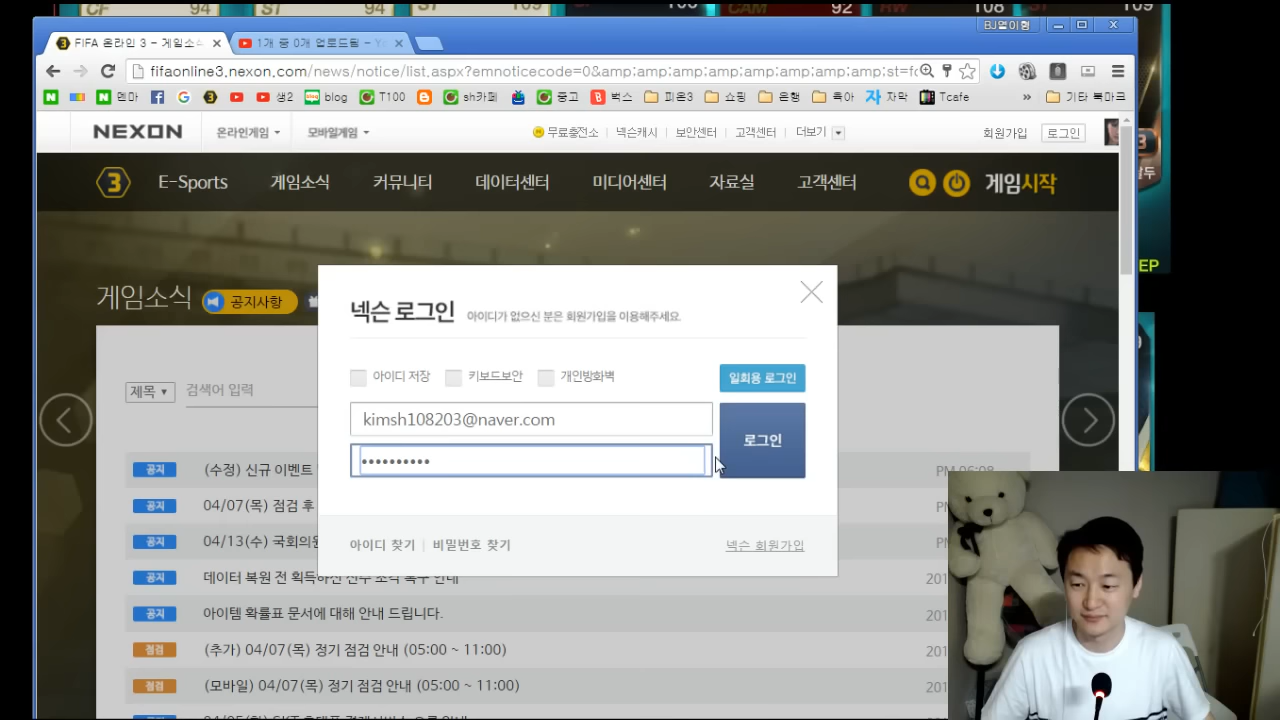 CF 94 ST 94 ST 109 CAM 92 RW 108 109
BJ열이형
FIFA 온라인 3 - 게임소식
1개 중 0개 업로드됨 - Yo
fifaonline3.nexon.com/news/notice/list.aspx?emnoticecode=0&amp;amp;amp;amp;amp;amp;amp;amp;st=fo
멘마 생2 blog T100 sh카페 중고 벅스 피온3 쇼핑 은행 육아 자막 Tcafe » 기타 북마크
NEXON 온라인게임 모바일게임 무료충전소 넥슨캐시 보안센터 고객센터 더보기 회원가입 로그인
3 E-Sports 게임소식 커뮤니티 데이터센터 미디어센터 자료실 고객센터 게임시작
EP
게임소식 공지사항
넥슨 로그인 아이디가 없으신 분은 회원가입을 이용해주세요.
아이디 저장 키보드보안 개인방화벽 일회용 로그인
제목 검색어 입력
kimsh108203@naver.com
로그인
••••••••••
공지 (수정) 신규 이벤트 PM 06:08
공지 04/07(목) 점검 후 PM
공지 04/13(수) 국회의원 PM
아이디 찾기 | 비밀번호 찾기 넥슨 회원가입
공지 데이터 복원 전 획득하신 선수 조직 복구 안내 201
공지 아이템 확률표 문서에 대해 안내 드립니다. 201
점검 (추가) 04/07(목) 정기 점검 안내 (05:00 ~ 11:00) 201
점검 (모바일) 04/07(목) 정기 점검 안내 (05:00 ~ 11:00) 201